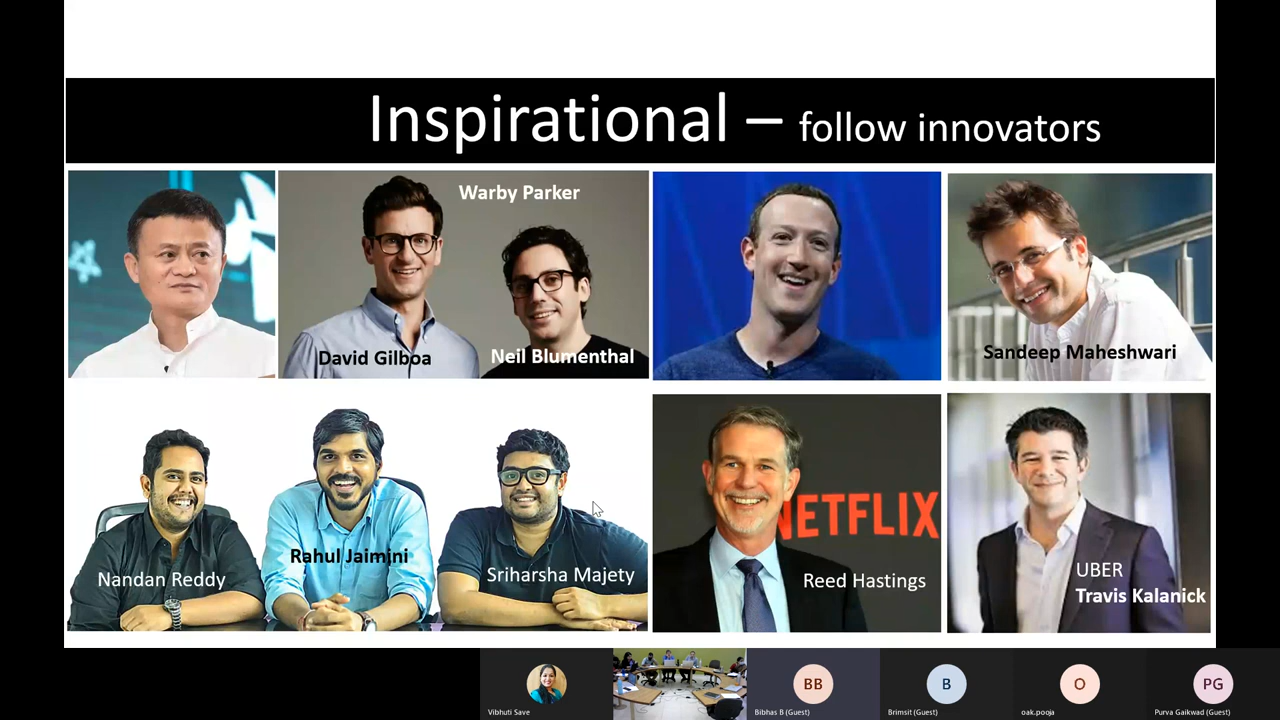 Inspirational – follow innovators
Warby Parker
David Gilboa
Neil Blumenthal
Sandeep Maheshwari
Nandan Reddy
Rahul Jaimini
Sriharsha Majety
NETFLIX
Reed Hastings
UBER
Travis Kalanick
Vibhuti Save
BB
Bibhas B (Guest)
B
Brimsit (Guest)
O
oak.pooja
PG
Purva Gaikwad (Guest)